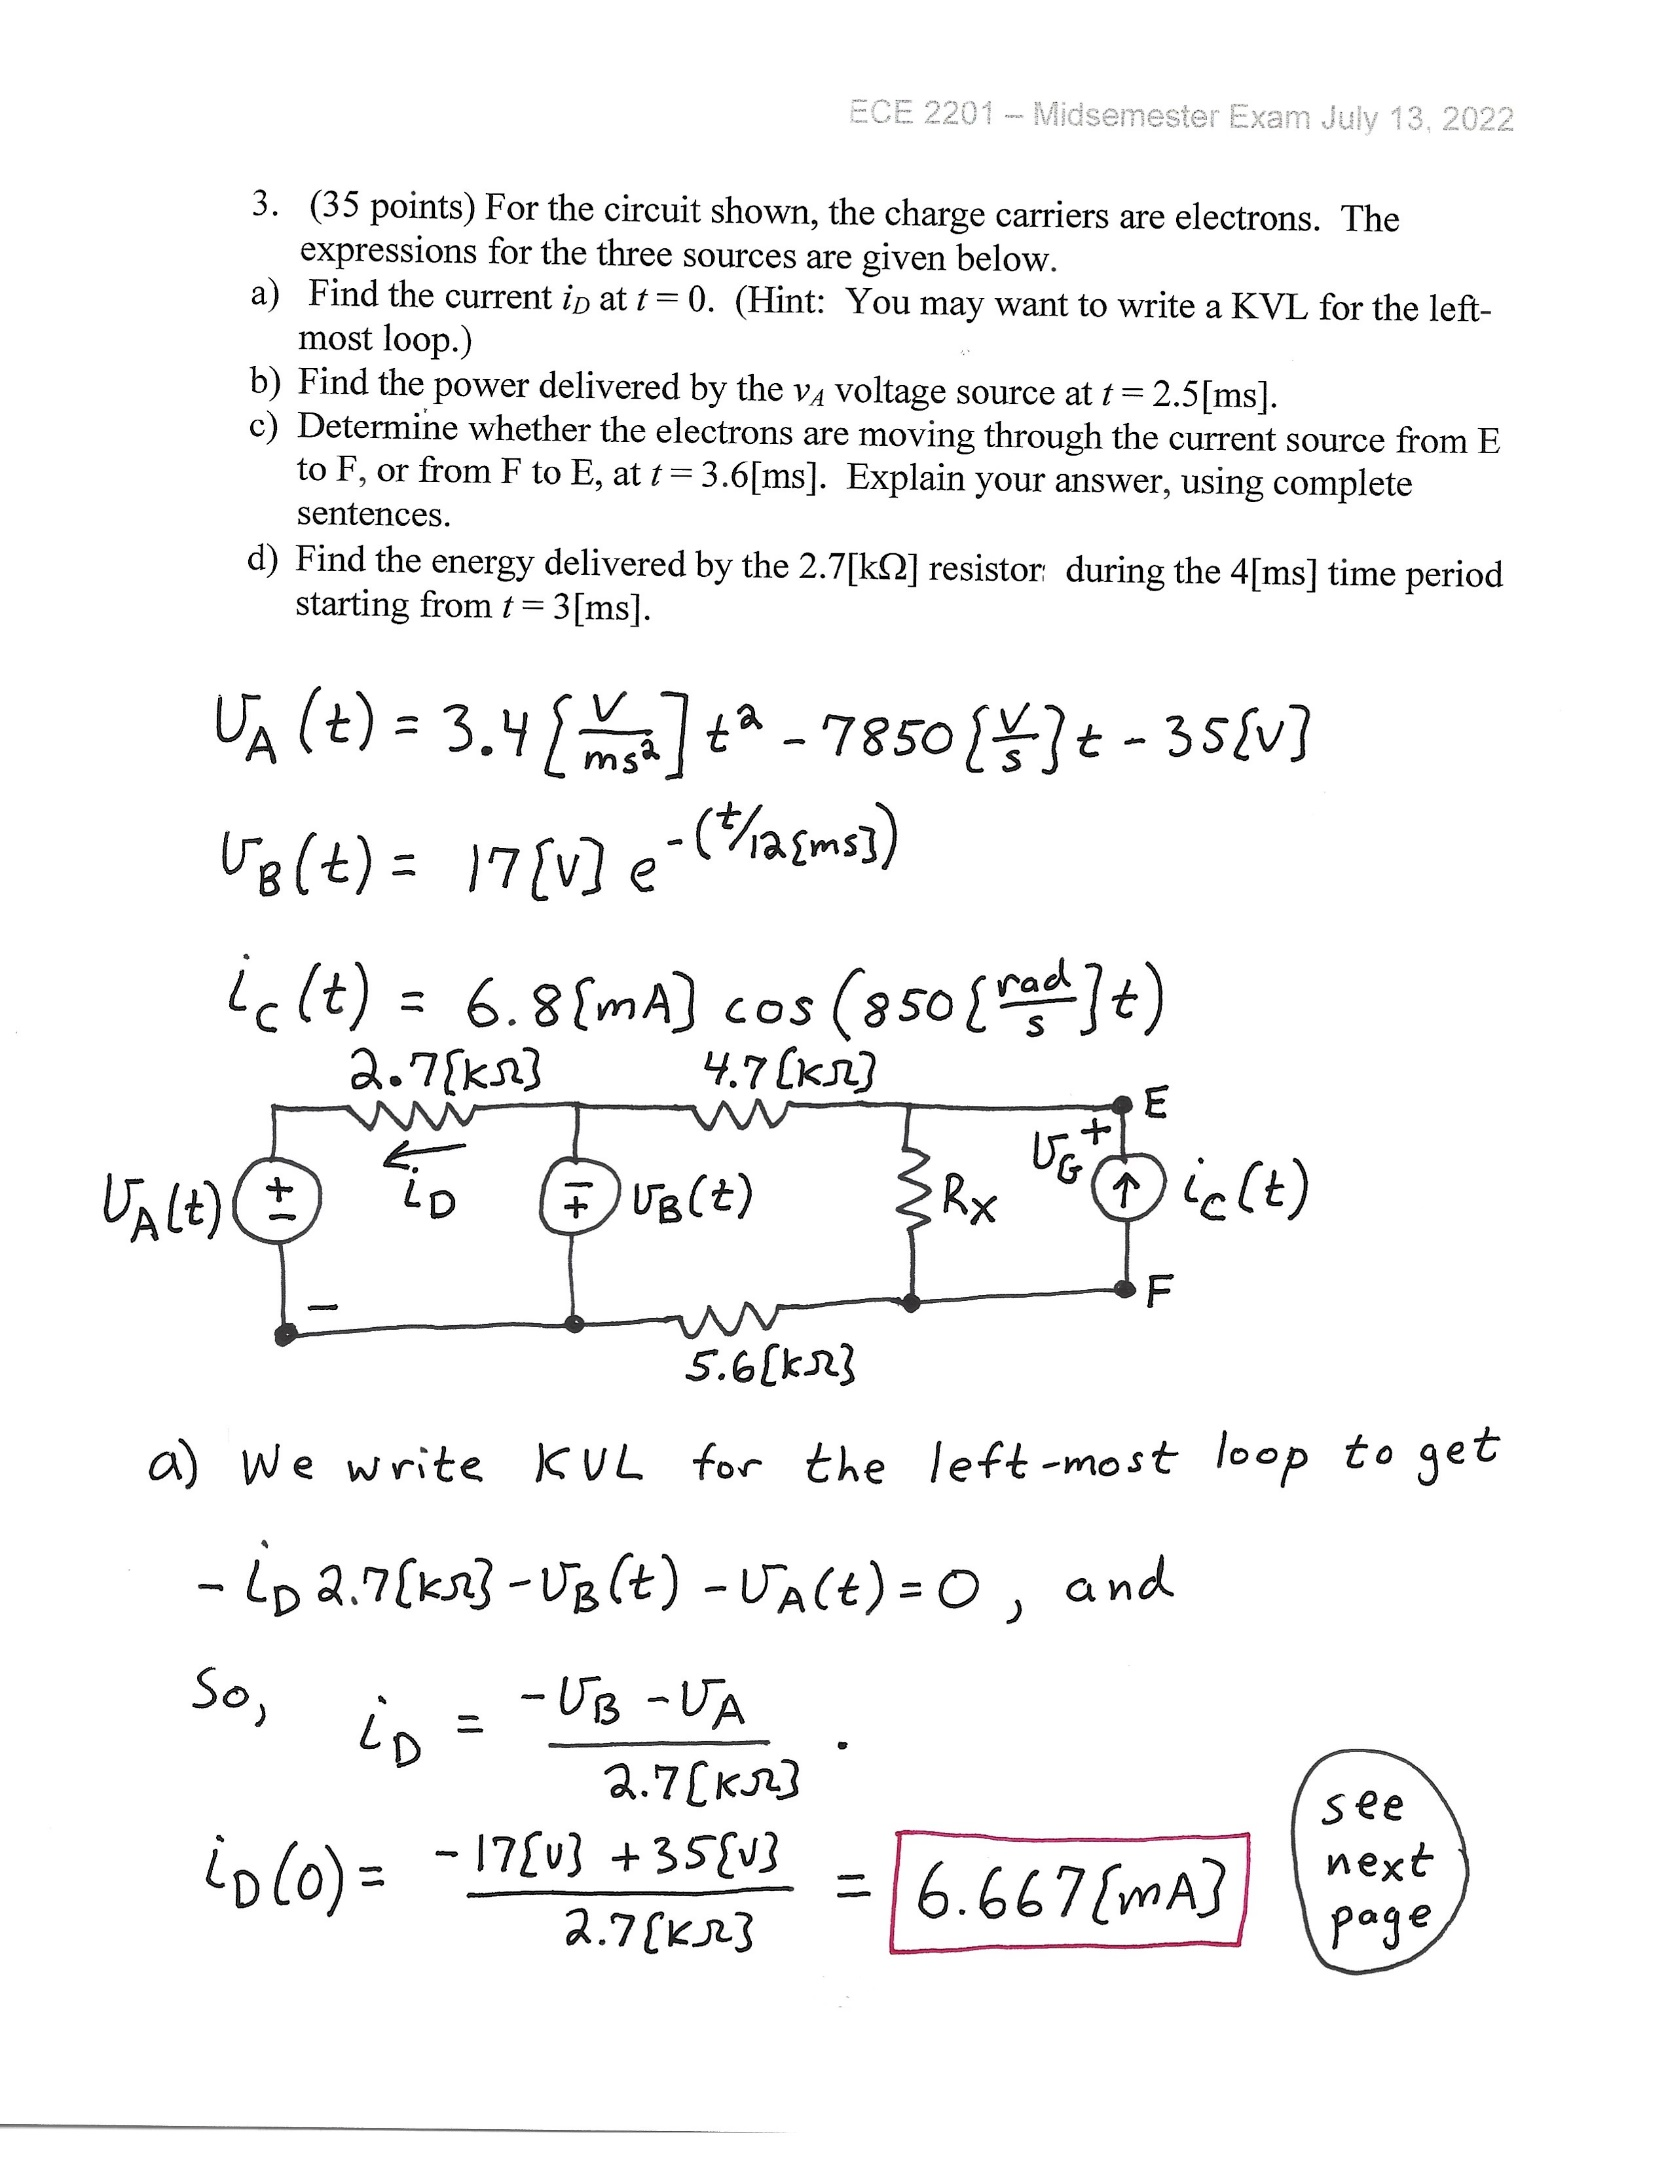 ECE 2201 – Midsemester Exam July 13, 2022
3. (35 points) For the circuit shown, the charge carriers are electrons. The
expressions for the three sources are given below.
a) Find the current iD at t = 0. (Hint: You may want to write a KVL for the left-
most loop.)
b) Find the power delivered by the vA voltage source at t = 2.5[ms].
c) Determine whether the electrons are moving through the current source from E
to F, or from F to E, at t = 3.6[ms]. Explain your answer, using complete
sentences.
d) Find the energy delivered by the 2.7[kΩ] resistor during the 4[ms] time period
starting from t = 3[ms].
vA(t) = 3.4[V/ms²]t² - 7850[V/s]t - 35[V]
vB(t) = 17[V] e^-(t/12[ms])
iC(t) = 6.8[mA] cos(850[rad/s]t)
2.7[kΩ] 4.7[kΩ]
E
vG +
iD
vA(t) + - - + vB(t) RX iC(t)
-
F
5.6[kΩ]
a) We write KVL for the left-most loop to get
- iD 2.7[kΩ] - vB(t) - vA(t) = 0, and
So, iD = -vB - vA / 2.7[kΩ] .
iD(0) = -17[V] + 35[V] / 2.7[kΩ] = 6.667[mA]
see
next
page